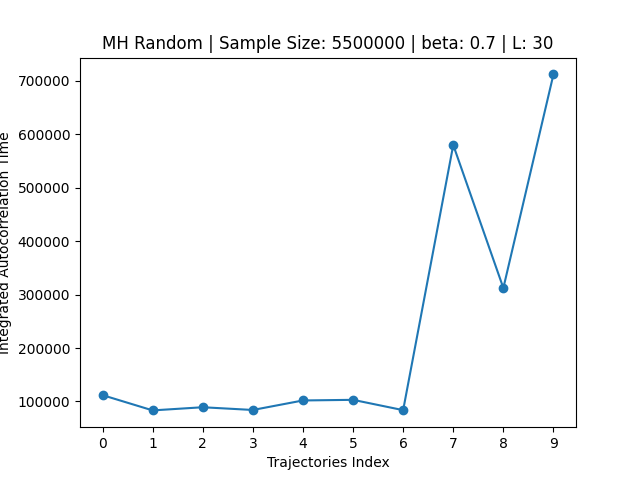 MH Random | Sample Size: 5500000 | beta: 0.7 | L: 30
700000
600000
500000
400000
300000
200000
100000
Integrated Autocorrelation Time
0 1 2 3 4 5 6 7 8 9
Trajectories Index